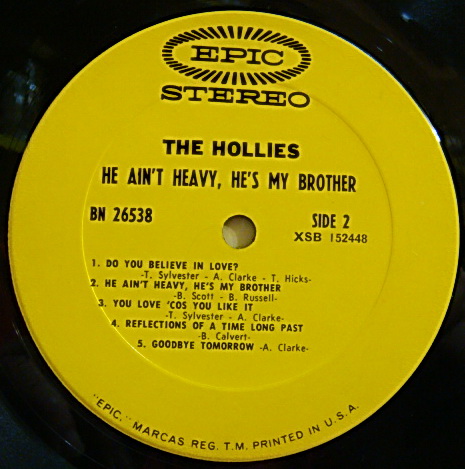 EPIC
STEREO
THE HOLLIES
HE AIN'T HEAVY, HE'S MY BROTHER
BN 26538
SIDE 2
XSB 152448
1. DO YOU BELIEVE IN LOVE?
-T. Sylvester - A. Clarke - T. Hicks-
2. HE AIN'T HEAVY, HE'S MY BROTHER
-B. Scott - B. Russell-
3. YOU LOVE 'COS YOU LIKE IT
-T. Sylvester - A. Clarke-
4. REFLECTIONS OF A TIME LONG PAST
-B. Calvert-
5. GOODBYE TOMORROW -A. Clarke-
"EPIC," MARCAS REG. T.M. PRINTED IN U.S.A.